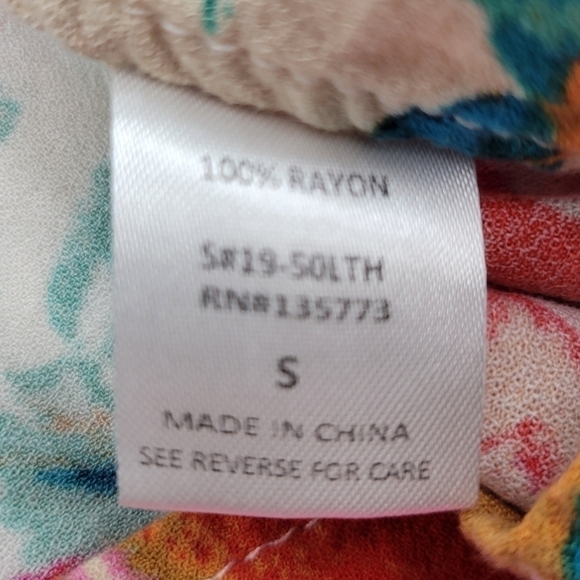 100% RAYON
S#19-50LTH
RN#135773
S
MADE IN CHINA
SEE REVERSE FOR CARE